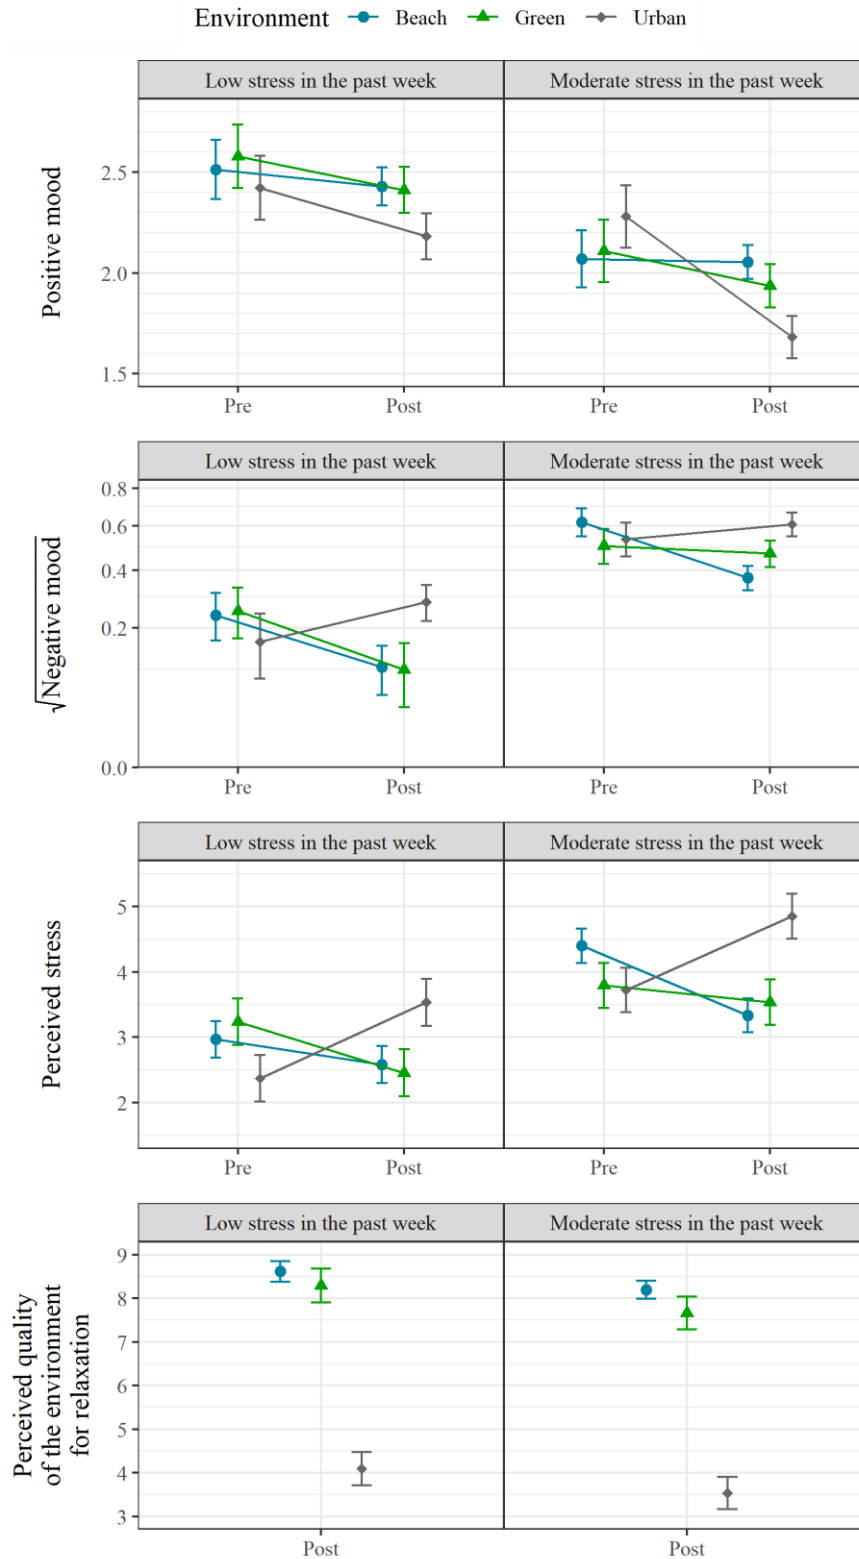 Environment Beach Green Urban
Low stress in the past week Moderate stress in the past week
Positive mood
2.5
2.0
1.5
Pre Post Pre Post
Low stress in the past week Moderate stress in the past week
√Negative mood
0.8
0.6
0.4
0.2
0.0
Pre Post Pre Post
Low stress in the past week Moderate stress in the past week
Perceived stress
5
4
3
2
Pre Post Pre Post
Low stress in the past week Moderate stress in the past week
Perceived quality
of the environment
for relaxation
9
8
7
6
5
4
3
Post Post